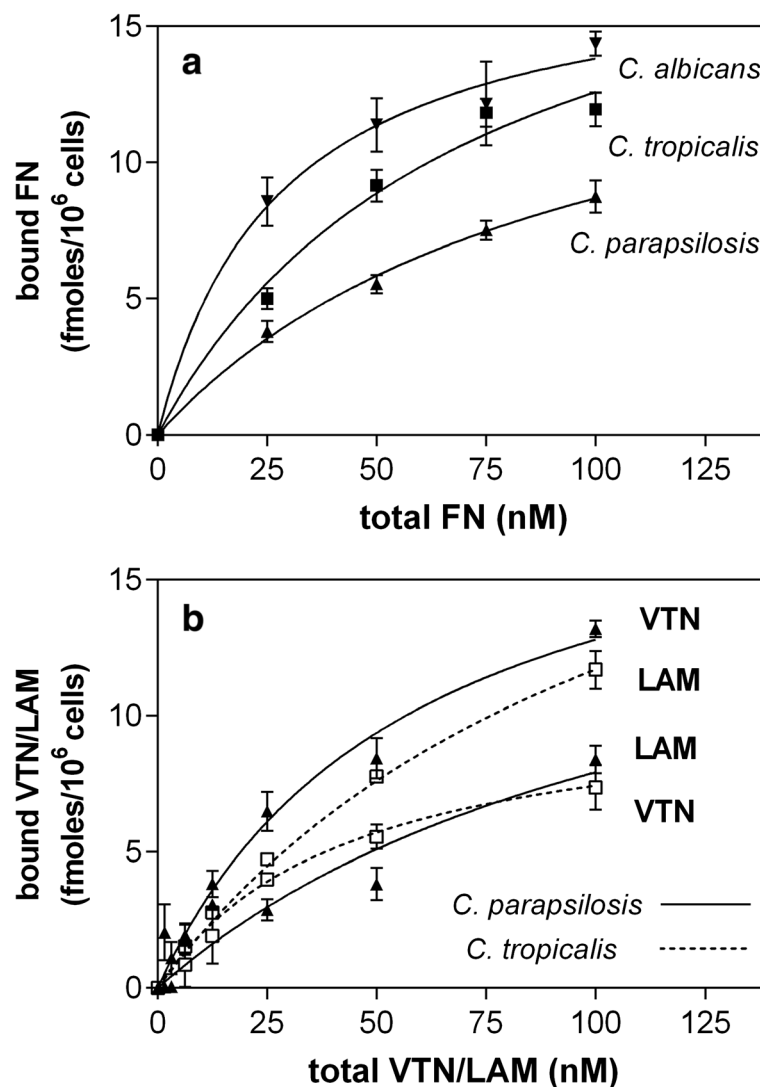 a
15
10
5
0
bound FN
(fmoles/10⁶ cells)
C. albicans
C. tropicalis
C. parapsilosis
0 25 50 75 100 125
total FN (nM)
b
15
10
5
0
bound VTN/LAM
(fmoles/10⁶ cells)
VTN
LAM
LAM
VTN
C. parapsilosis
C. tropicalis
0 25 50 75 100 125
total VTN/LAM (nM)